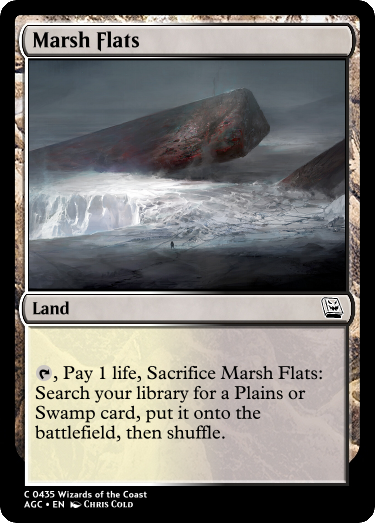 Marsh Flats
Land
, Pay 1 life, Sacrifice Marsh Flats:
Search your library for a Plains or
Swamp card, put it onto the
battlefield, then shuffle.
C 0435 Wizards of the Coast
AGC • EN Chris Cold